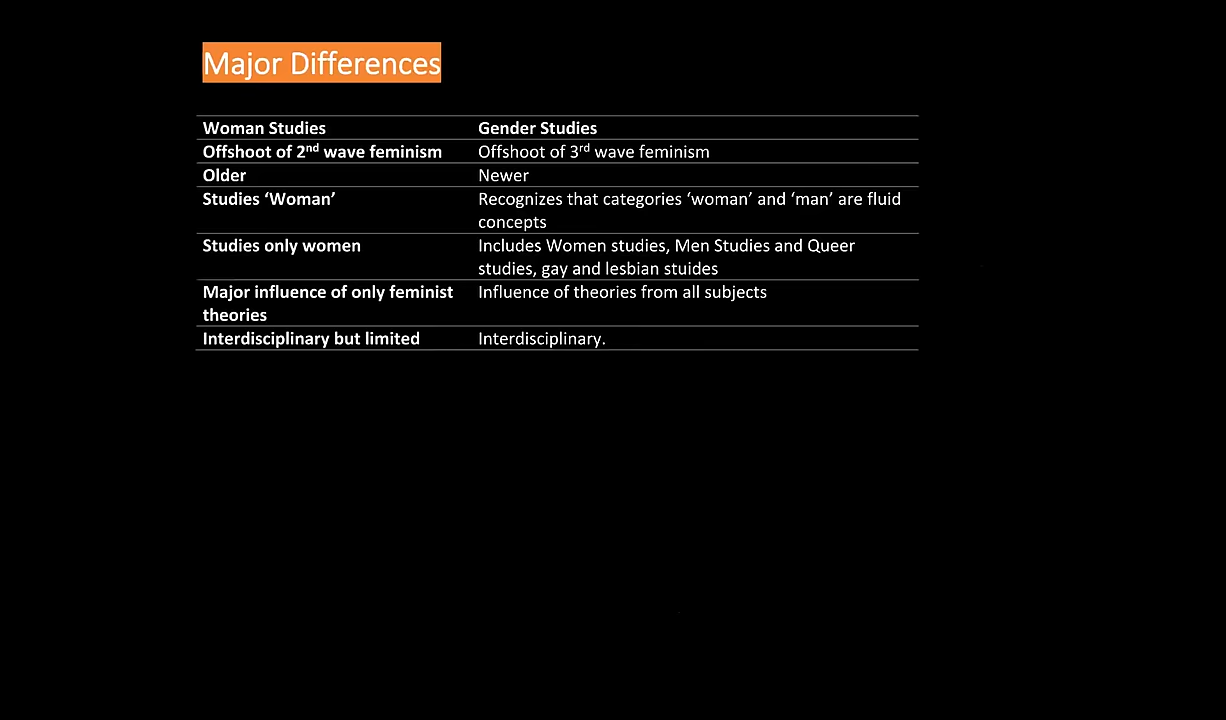 Major Differences
Woman Studies Gender Studies
Offshoot of 2nd wave feminism Offshoot of 3rd wave feminism
Older Newer
Studies ‘Woman’ Recognizes that categories ‘woman’ and ‘man’ are fluid
concepts
Studies only women Includes Women studies, Men Studies and Queer
studies, gay and lesbian stuides
Major influence of only feminist Influence of theories from all subjects
theories
Interdisciplinary but limited Interdisciplinary.